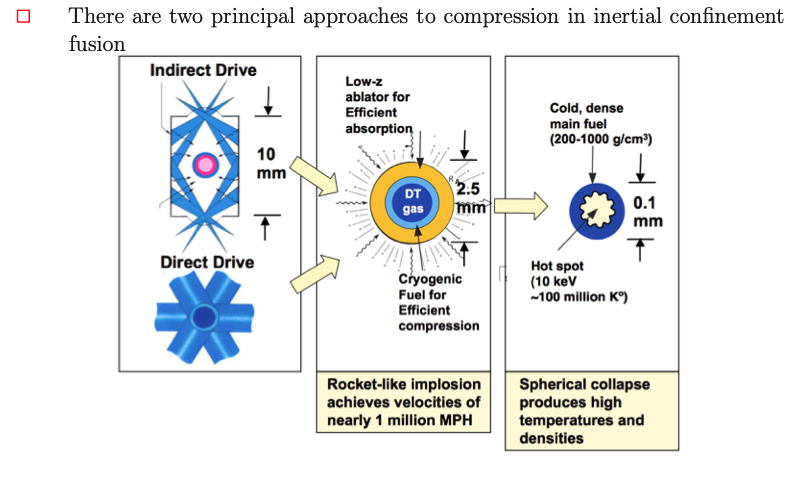 There are two principal approaches to compression in inertial confinement
fusion
Indirect Drive
10
mm
Direct Drive
Low-z
ablator for
Efficient
absorption
DT
gas
R
2.5
mm
Cryogenic
Fuel for
Efficient
compression
Rocket-like implosion
achieves velocities of
nearly 1 million MPH
Cold, dense
main fuel
(200-1000 g/cm³)
0.1
mm
Hot spot
(10 keV
~100 million Kº)
Spherical collapse
produces high
temperatures and
densities